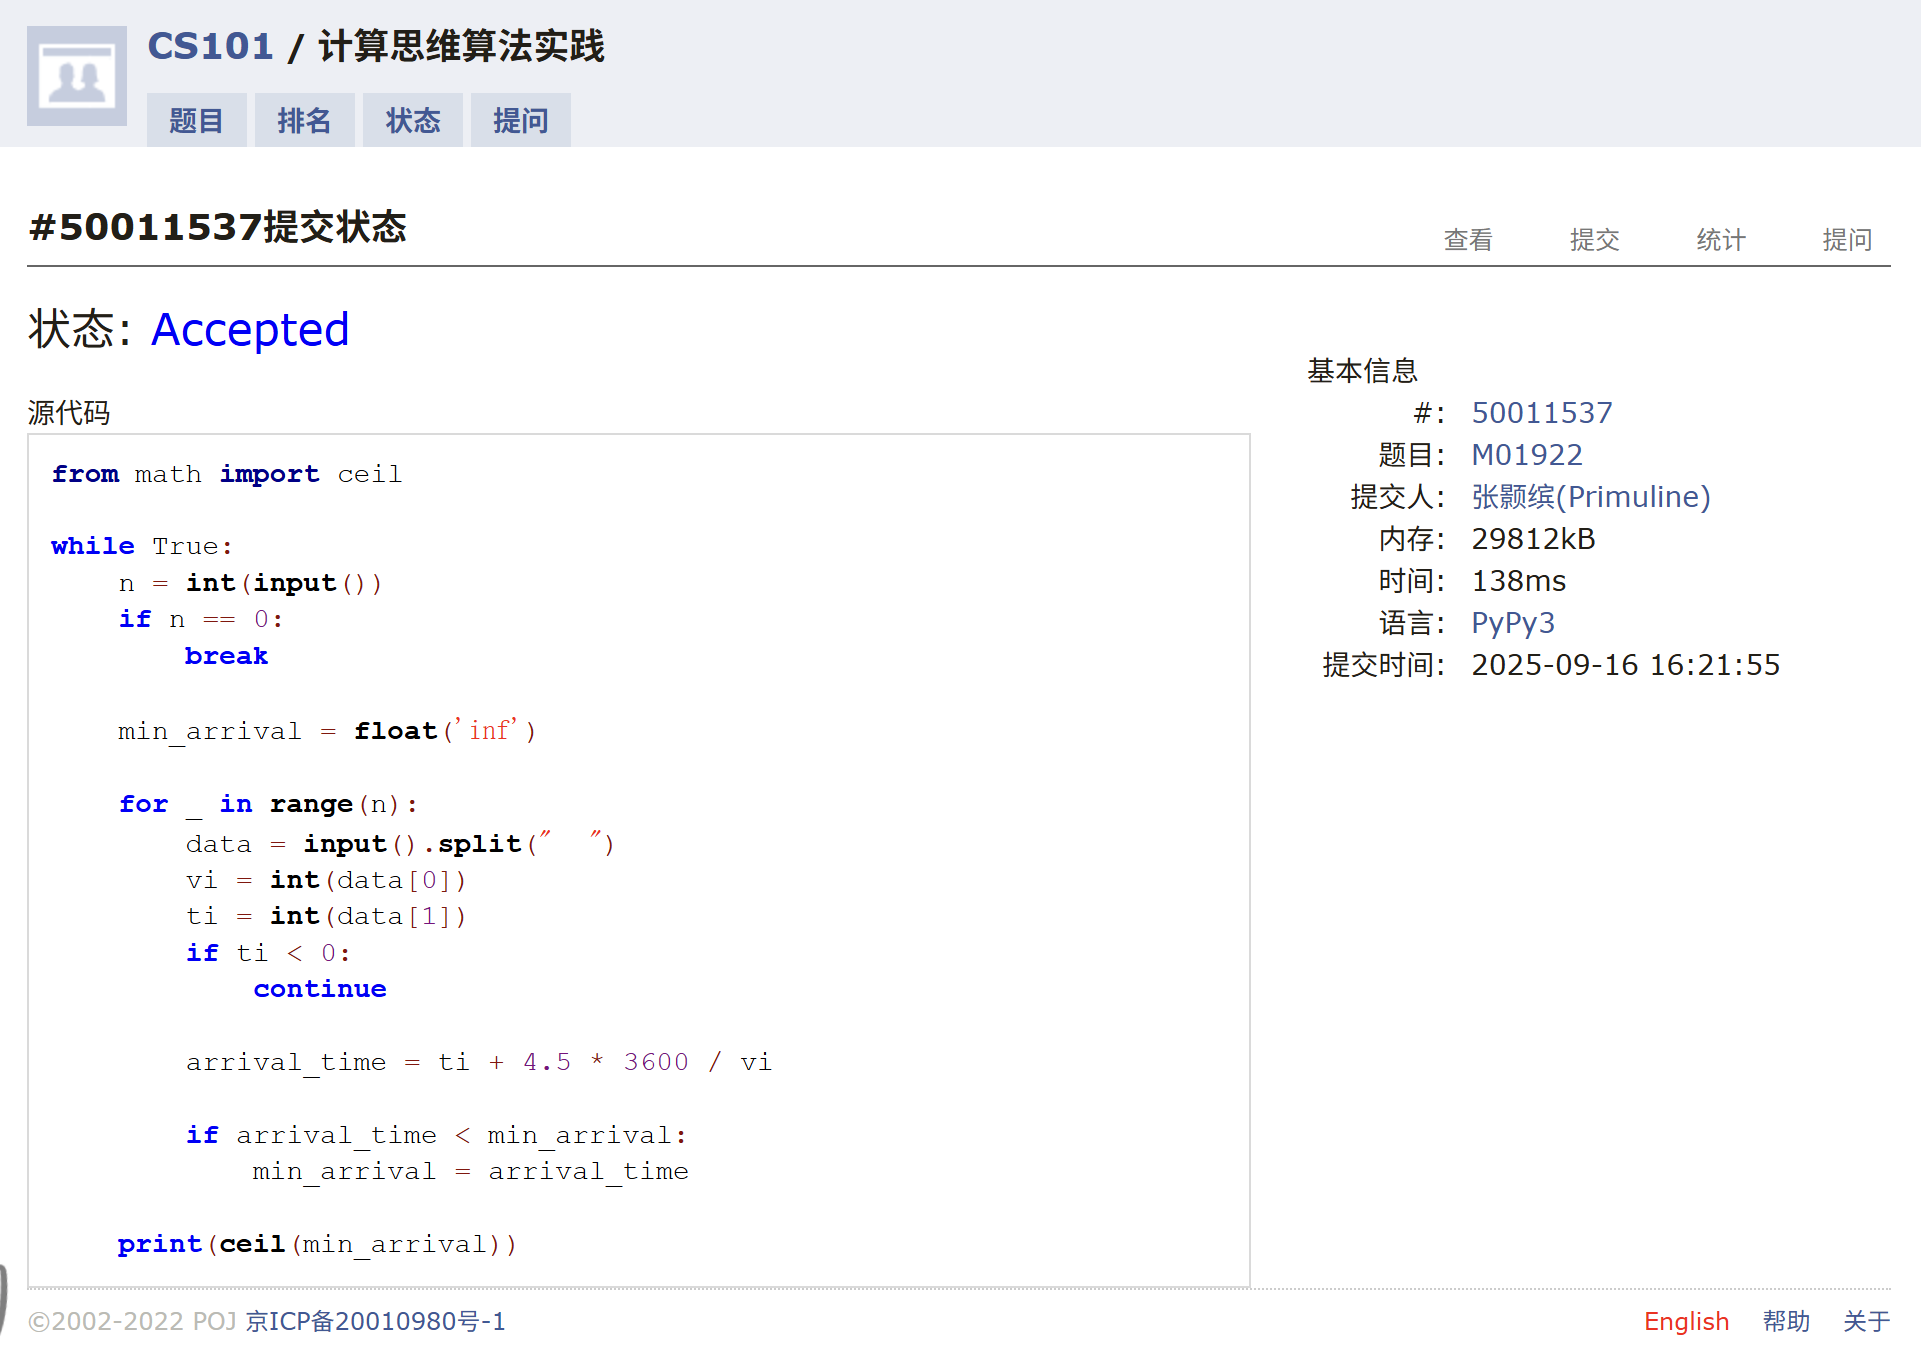 CS101 / 计算思维算法实践
题目 排名 状态 提问
#50011537提交状态
查看 提交 统计 提问
状态: Accepted
源代码
from math import ceil
while True:
    n = int(input())
    if n == 0:
        break
    min_arrival = float('inf')
    for _ in range(n):
        data = input().split("  ")
        vi = int(data[0])
        ti = int(data[1])
        if ti < 0:
            continue
        arrival_time = ti + 4.5 * 3600 / vi
        if arrival_time < min_arrival:
            min_arrival = arrival_time
    print(ceil(min_arrival))
基本信息
#: 50011537
题目: M01922
提交人: 张颢缤(Primuline)
内存: 29812kB
时间: 138ms
语言: PyPy3
提交时间: 2025-09-16 16:21:55
©2002-2022 POJ 京ICP备20010980号-1
English 帮助 关于